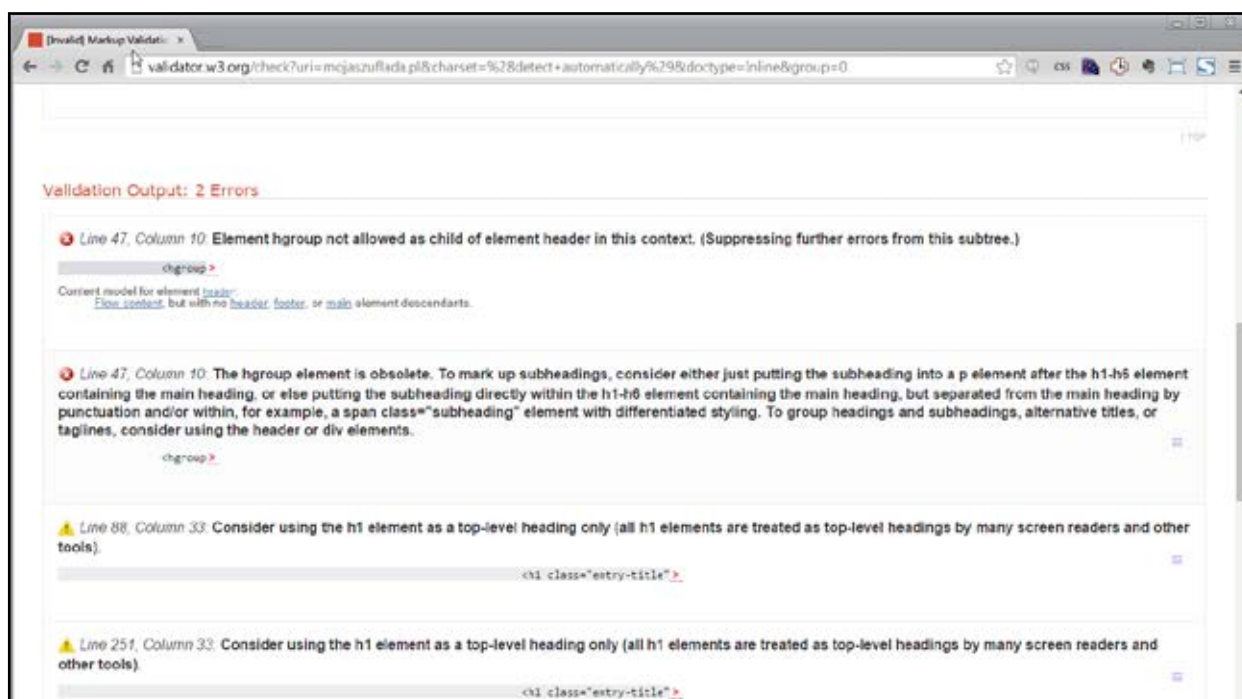 [Invalid] Markup Validatio
validator.w3.org/check?uri=mojaszuflada.pl&charset=%28detect+automatically%29&doctype=Inline&group=0
CSS
↑ TOP
Validation Output: 2 Errors
Line 47, Column 10: Element hgroup not allowed as child of element header in this context. (Suppressing further errors from this subtree.)
<hgroup>
Content model for element header:
Flow content, but with no header, footer, or main element descendants.
Line 47, Column 10: The hgroup element is obsolete. To mark up subheadings, consider either just putting the subheading into a p element after the h1-h6 element
containing the main heading, or else putting the subheading directly within the h1-h6 element containing the main heading, but separated from the main heading by
punctuation and/or within, for example, a span class="subheading" element with differentiated styling. To group headings and subheadings, alternative titles, or
taglines, consider using the header or div elements.
<hgroup>
Line 88, Column 33: Consider using the h1 element as a top-level heading only (all h1 elements are treated as top-level headings by many screen readers and other
tools).
<h1 class="entry-title">
Line 251, Column 33: Consider using the h1 element as a top-level heading only (all h1 elements are treated as top-level headings by many screen readers and
other tools).
<h1 class="entry-title">